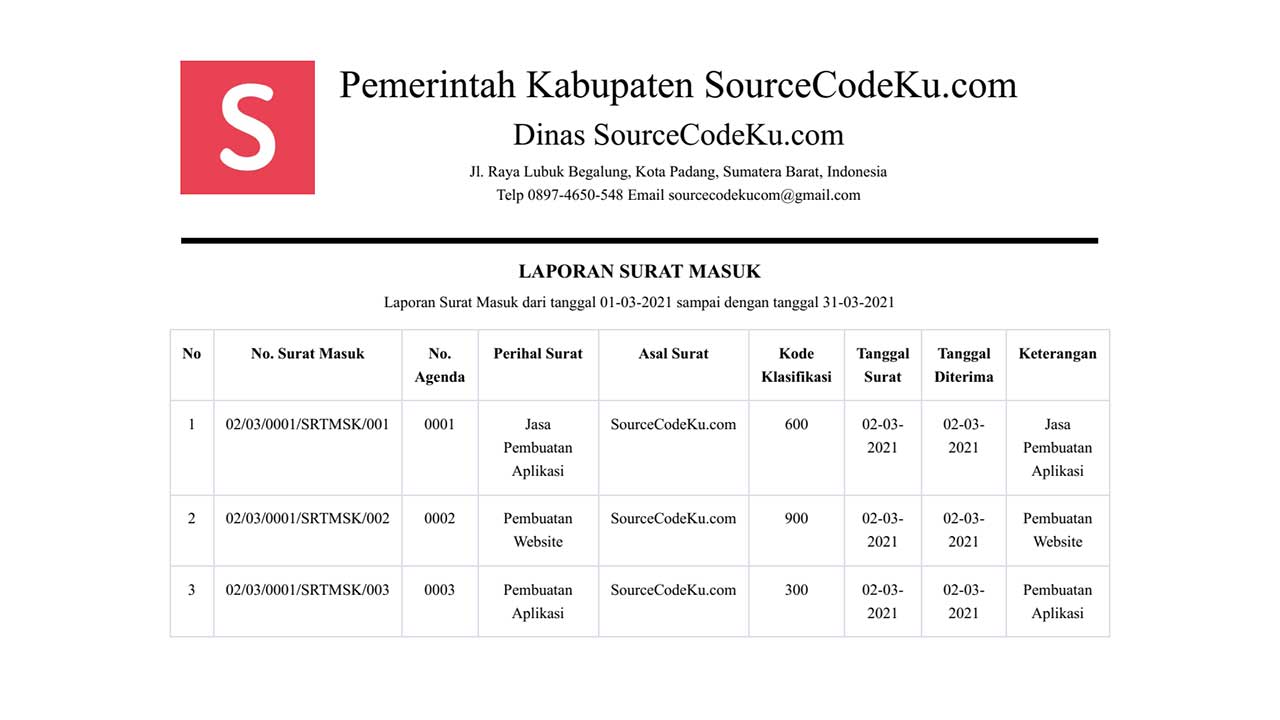 S
Pemerintah Kabupaten SourceCodeKu.com
Dinas SourceCodeKu.com
Jl. Raya Lubuk Begalung, Kota Padang, Sumatera Barat, Indonesia
Telp 0897-4650-548 Email sourcecodekucom@gmail.com
LAPORAN SURAT MASUK
Laporan Surat Masuk dari tanggal 01-03-2021 sampai dengan tanggal 31-03-2021
No No. Surat Masuk No. Agenda Perihal Surat Asal Surat Kode Klasifikasi Tanggal Surat Tanggal Diterima Keterangan
1 02/03/0001/SRTMSK/001 0001 Jasa Pembuatan Aplikasi SourceCodeKu.com 600 02-03-2021 02-03-2021 Jasa Pembuatan Aplikasi
2 02/03/0001/SRTMSK/002 0002 Pembuatan Website SourceCodeKu.com 900 02-03-2021 02-03-2021 Pembuatan Website
3 02/03/0001/SRTMSK/003 0003 Pembuatan Aplikasi SourceCodeKu.com 300 02-03-2021 02-03-2021 Pembuatan Aplikasi